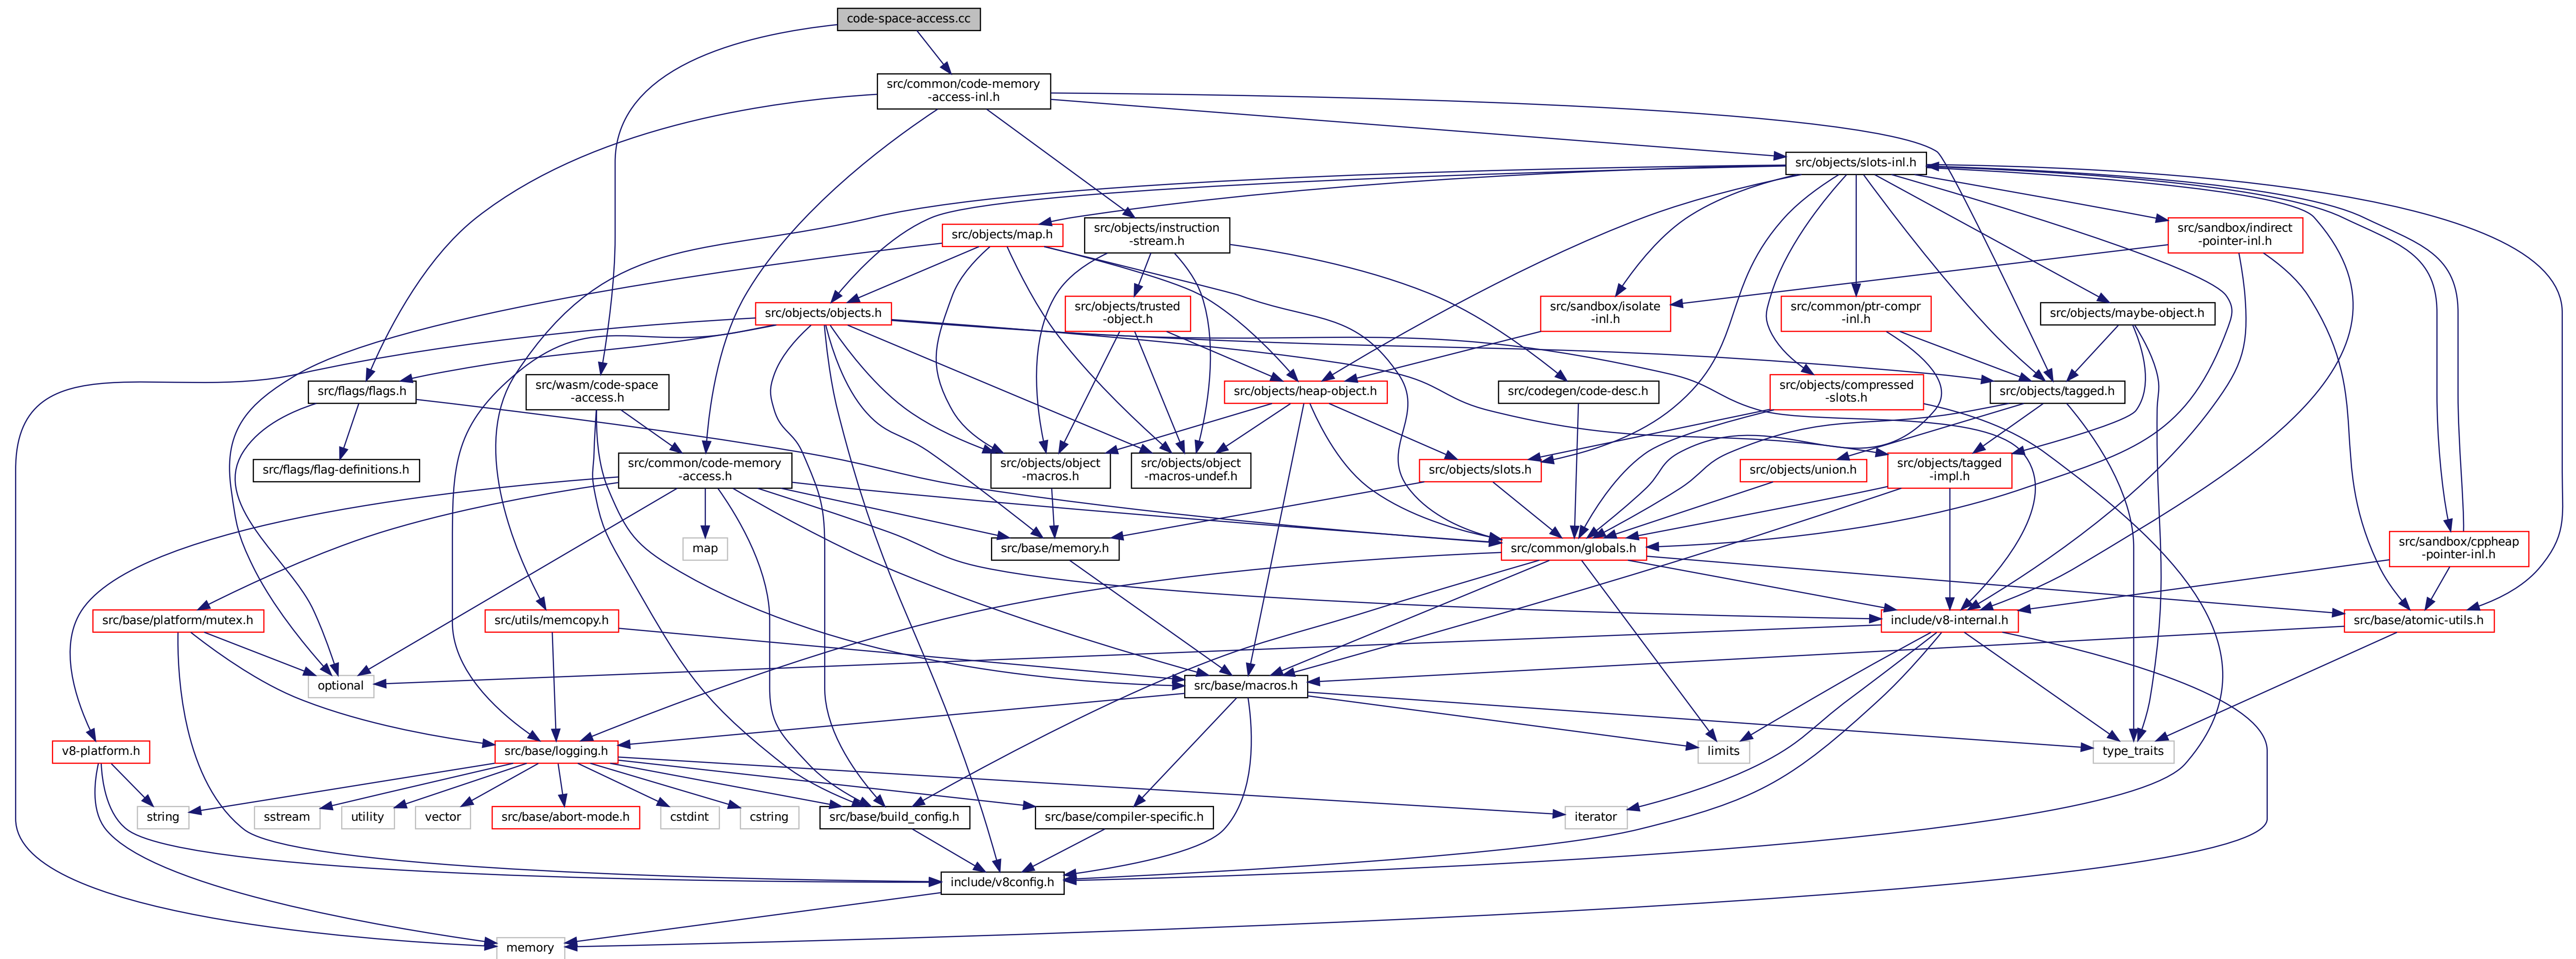 code-space-access.cc
src/common/code-memory
-access-inl.h
src/objects/slots-inl.h
src/objects/map.h
src/objects/instruction
-stream.h
src/sandbox/indirect
-pointer-inl.h
src/objects/objects.h
src/objects/trusted
-object.h
src/sandbox/isolate
-inl.h
src/common/ptr-compr
-inl.h
src/objects/maybe-object.h
src/flags/flags.h
src/wasm/code-space
-access.h
src/objects/heap-object.h
src/codegen/code-desc.h
src/objects/compressed
-slots.h
src/objects/tagged.h
src/flags/flag-definitions.h
src/common/code-memory
-access.h
src/objects/object
-macros.h
src/objects/object
-macros-undef.h
src/objects/slots.h
src/objects/union.h
src/objects/tagged
-impl.h
map
src/base/memory.h
src/common/globals.h
src/sandbox/cppheap
-pointer-inl.h
src/base/platform/mutex.h
src/utils/memcopy.h
include/v8-internal.h
src/base/atomic-utils.h
optional
src/base/macros.h
v8-platform.h
src/base/logging.h
limits
type_traits
string
sstream
utility
vector
src/base/abort-mode.h
cstdint
cstring
src/base/build_config.h
src/base/compiler-specific.h
iterator
include/v8config.h
memory